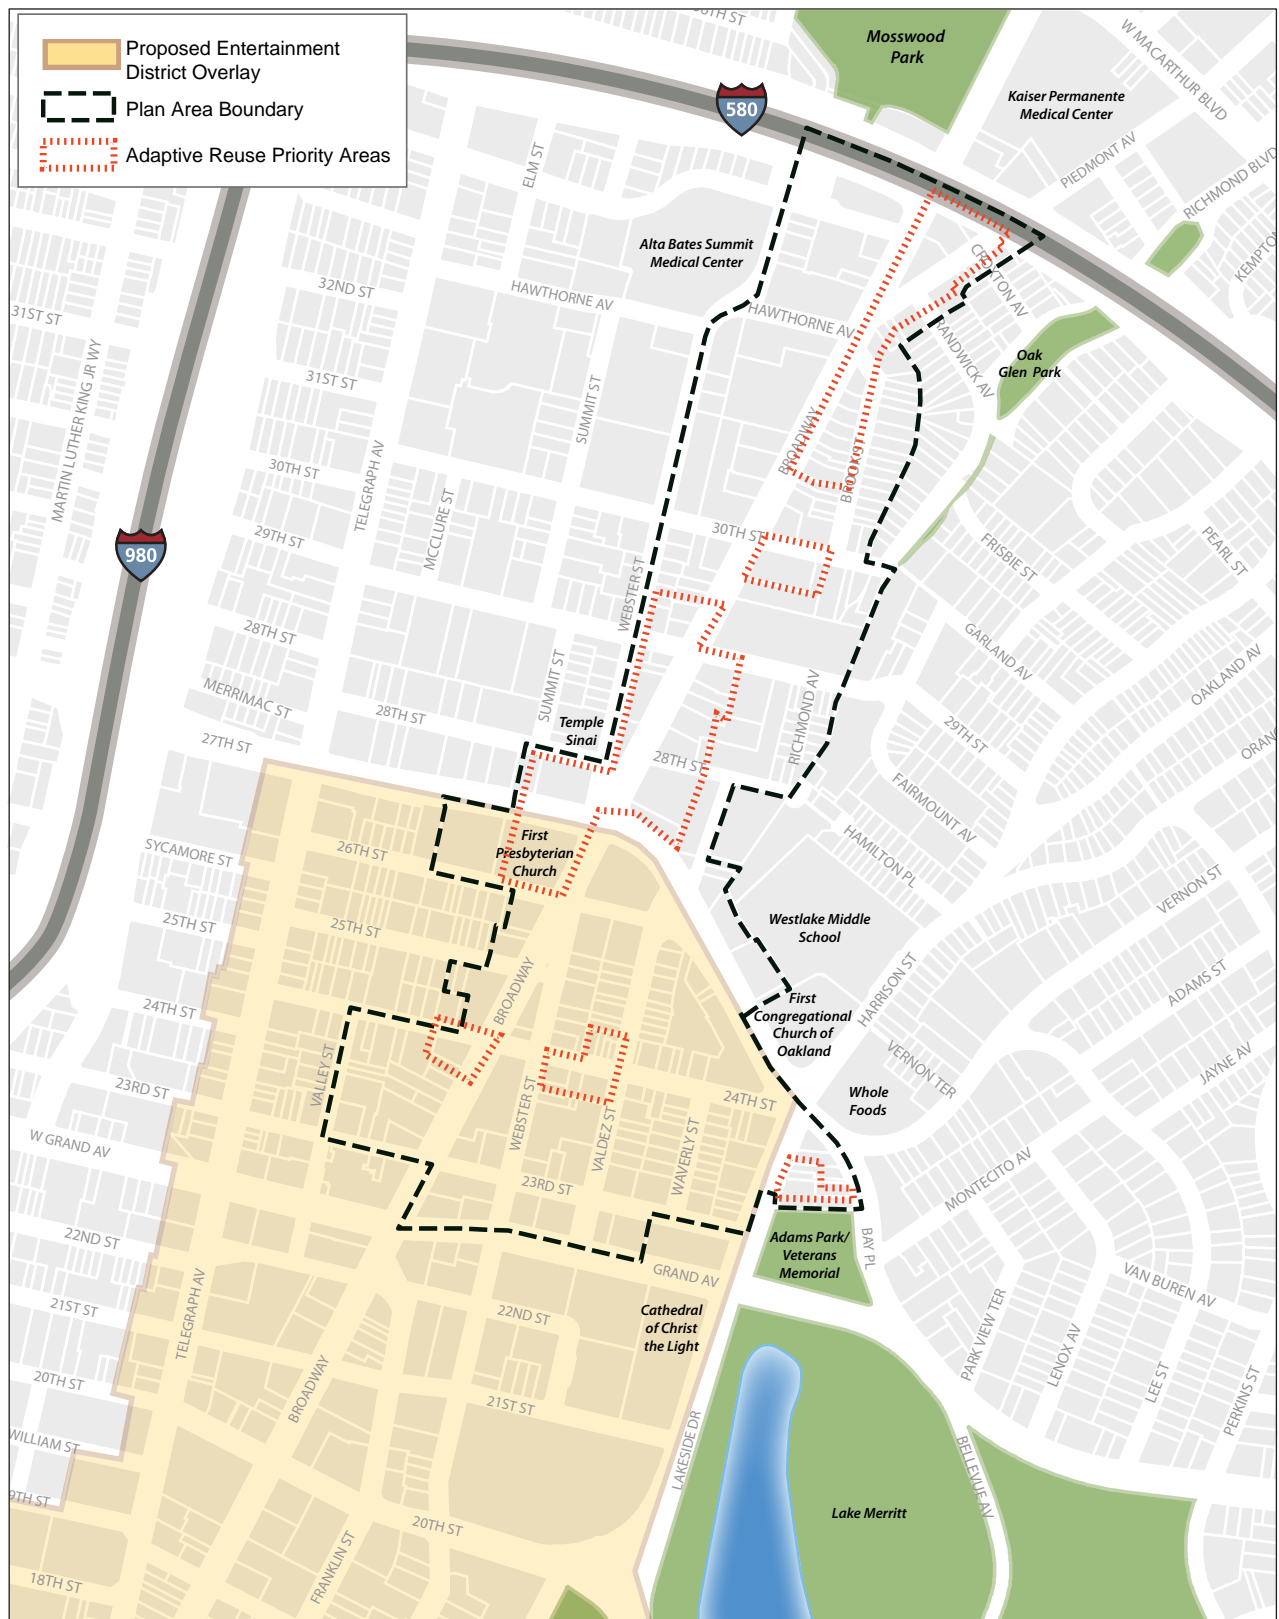 Proposed Entertainment
District Overlay
Plan Area Boundary
Adaptive Reuse Priority Areas
580
980
Mosswood
Park
Kaiser Permanente
Medical Center
W MACARTHUR BLVD
PIEDMONT AV
RICHMOND BLVD
ELM ST
Alta Bates Summit
Medical Center
CROXTON AV
32ND ST
HAWTHORNE AV
HAWTHORNE AV
31ST ST
RANDWICK AV
Oak
Glen Park
MARTIN LUTHER KING JR WY
31ST ST
SUMMIT ST
BROADWAY
BROOK ST
30TH ST
TELEGRAPH AV
MCCLURE ST
29TH ST
30TH ST
FRISBIE ST
PEARL ST
WEBSTER ST
28TH ST
GARLAND AV
OAKLAND AV
MERRIMAC ST
28TH ST
SUMMIT ST
Temple
Sinai
RICHMOND AV
29TH ST
27TH ST
28TH ST
FAIRMOUNT AV
SYCAMORE ST
26TH ST
First
Presbyterian
Church
HAMILTON PL
VERNON ST
25TH ST
25TH ST
Westlake Middle
School
HARRISON ST
ADAMS ST
24TH ST
BROADWAY
First
Congregational
Church of
Oakland
VERNON TER
JAYNE AV
23RD ST
VALLEY ST
WEBSTER ST
VALDEZ ST
24TH ST
Whole
Foods
W GRAND AV
WAVERLY ST
23RD ST
MONTECITO AV
22ND ST
Adams Park/
Veterans
Memorial
BAY PL
GRAND AV
VAN BUREN AV
21ST ST
TELEGRAPH AV
22ND ST
Cathedral
of Christ
the Light
PARK VIEW TER
LENOX AV
LEE ST
PERKINS ST
20TH ST
BROADWAY
21ST ST
WILLIAM ST
LAKESIDE DR
BELLEVUE AV
20TH ST
Lake Merritt
FRANKLIN ST
18TH ST